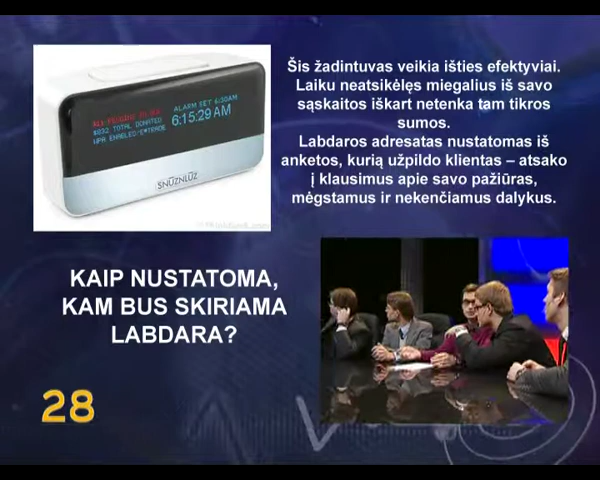 Šis žadintuvas veikia išties efektyviai.
Laiku neatsikėlęs miegalius iš savo
sąskaitos iškart netenka tam tikros
sumos.
Labdaros adresatas nustatomas iš
anketos, kurią užpildo klientas – atsako
į klausimus apie savo pažiūras,
mėgstamus ir nekenčiamus dalykus.
ALARM SET 6:30AM
6:15:29 AM
TOTAL DONATED
SNŪZNLŪZ
KAIP NUSTATOMA,
KAM BUS SKIRIAMA
LABDARA?
28